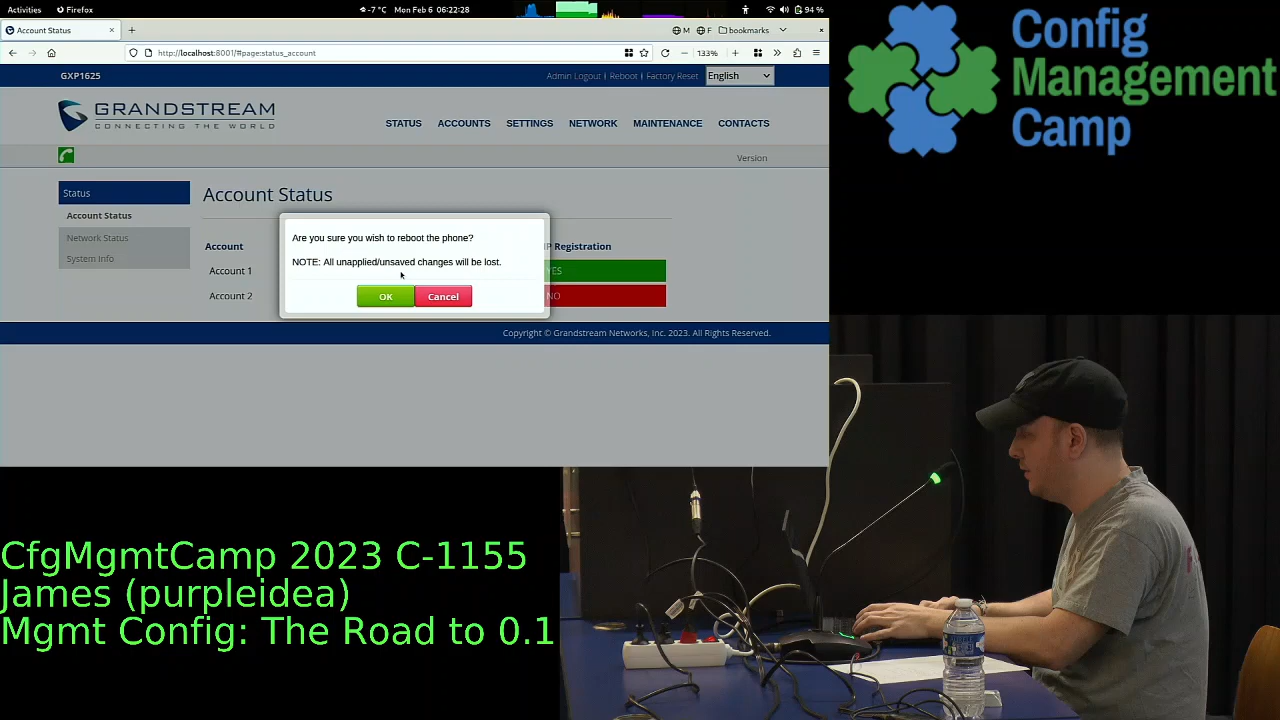 Activities Firefox -7 °C Mon Feb 6 06:22:28 94 %
Account Status × +
http://localhost:8001/#page:status_account 133% M F bookmarks
GXP1625 Admin Logout | Reboot | Factory Reset English
GRANDSTREAM
CONNECTING THE WORLD
STATUS ACCOUNTS SETTINGS NETWORK MAINTENANCE CONTACTS
Version
Status
Account Status
Network Status
System Info
Account Status
Account P Registration
Account 1 YES
Account 2 NO
Are you sure you wish to reboot the phone?
NOTE: All unapplied/unsaved changes will be lost.
OK Cancel
Copyright © Grandstream Networks, Inc. 2023. All Rights Reserved.
Config
Management
Camp
CfgMgmtCamp 2023 C-1155
James (purpleidea)
Mgmt Config: The Road to 0.1